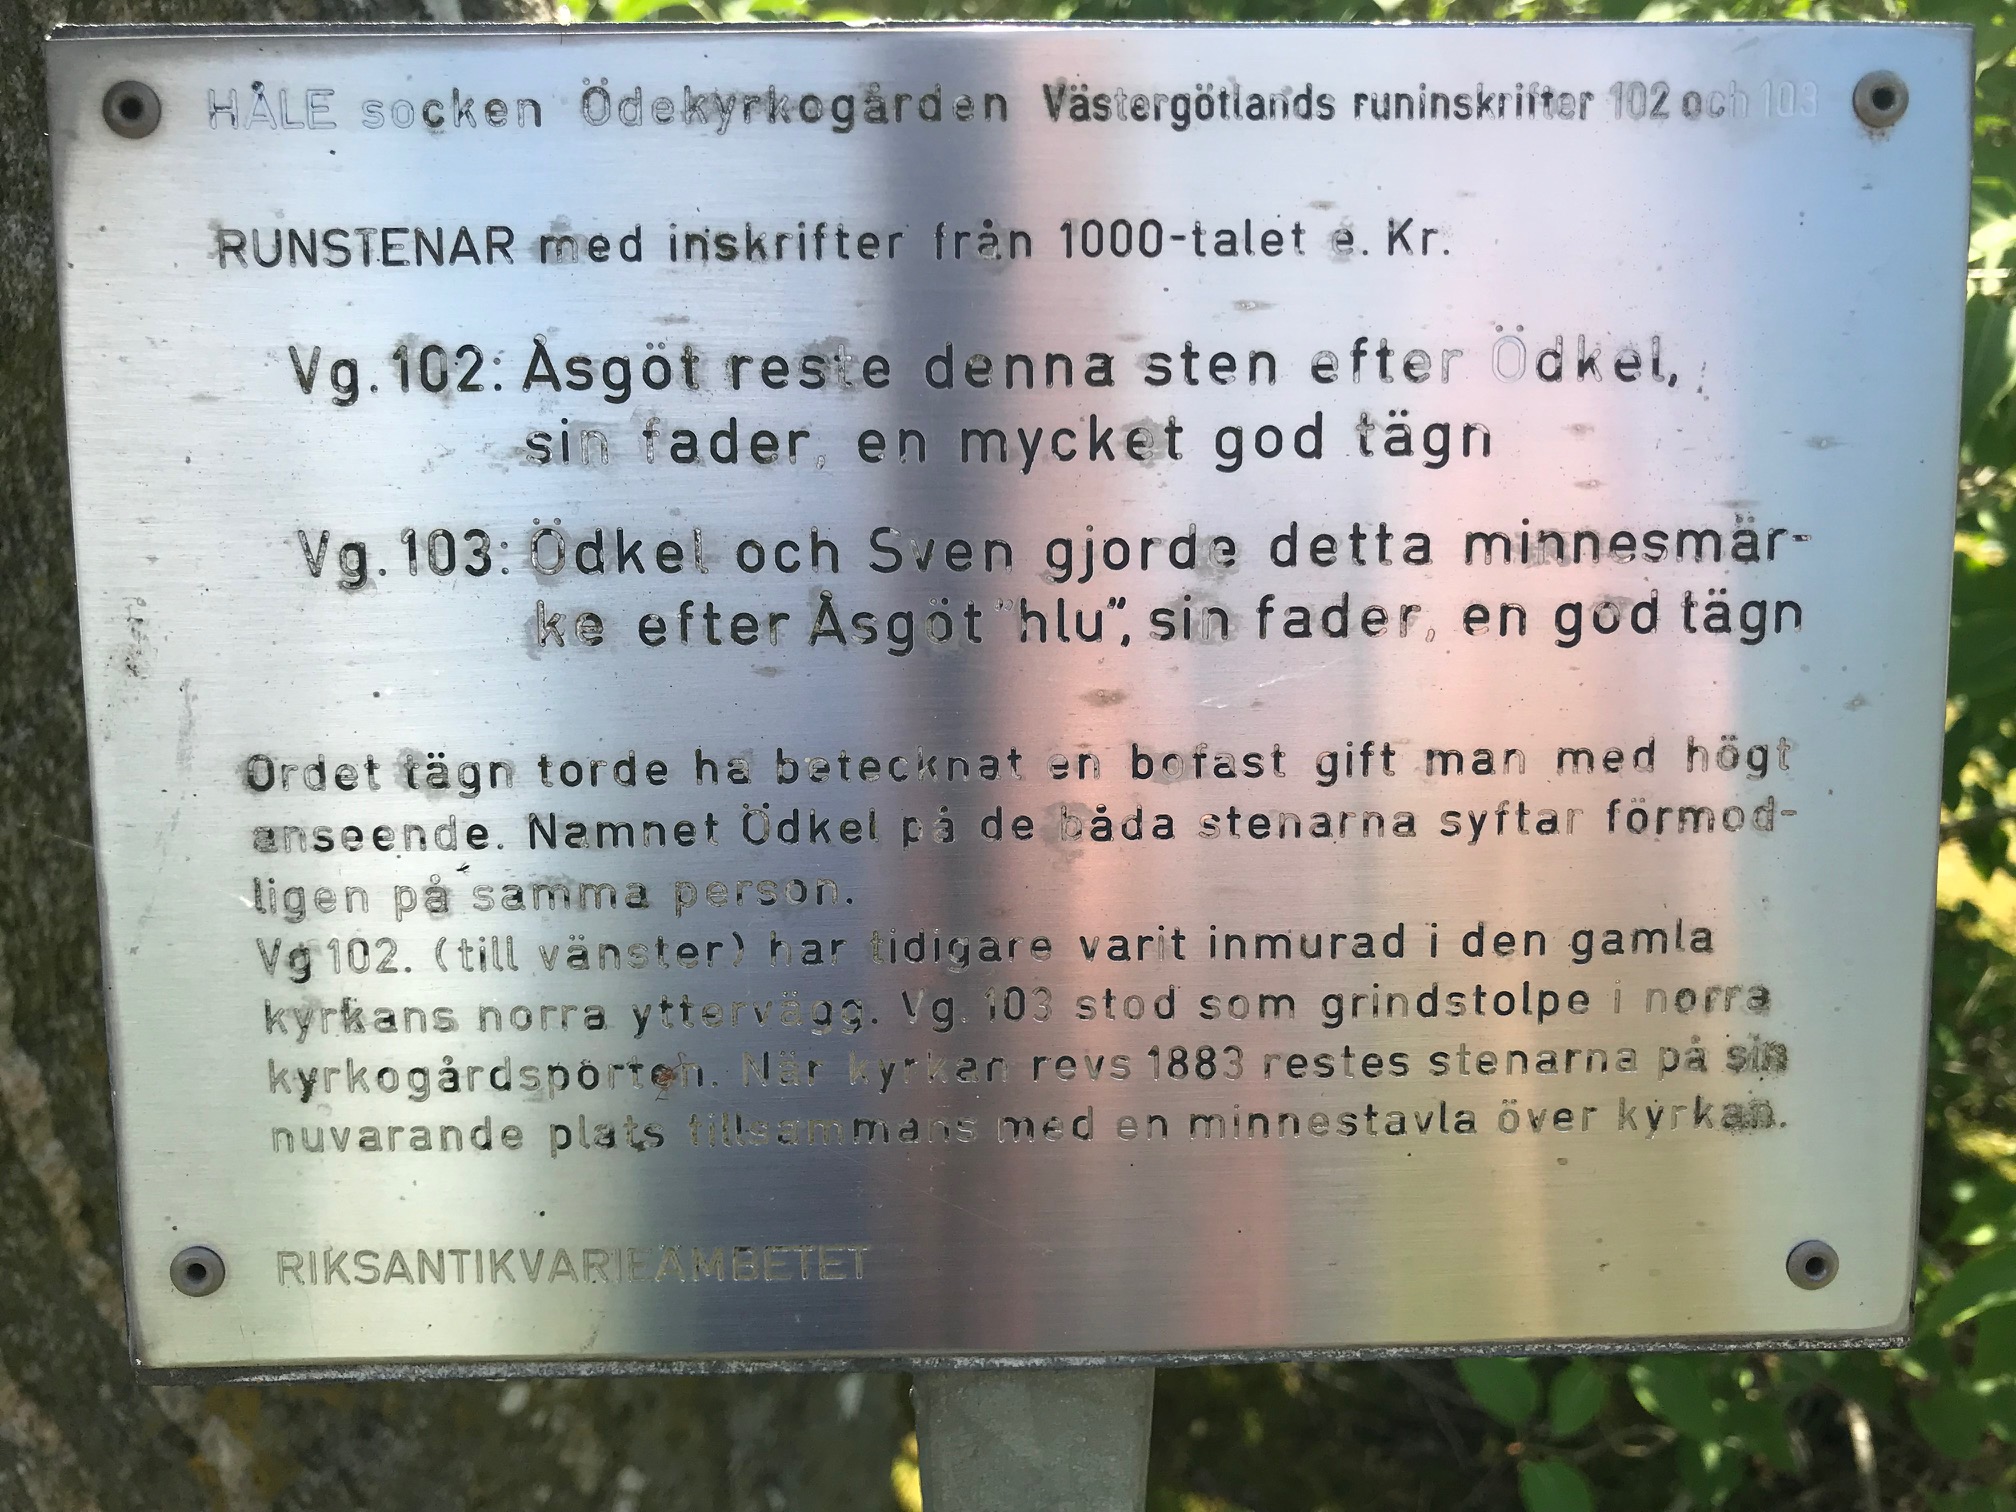 HÅLE socken Ödekyrkogården Västergötlands runinskrifter 102 och 103
RUNSTENAR med inskrifter från 1000-talet e. Kr.
Vg. 102: Åsgöt reste denna sten efter Ödkel,
sin fader, en mycket god tägn
Vg. 103: Ödkel och Sven gjorde detta minnesmär-
ke efter Åsgöt "hlu", sin fader, en god tägn
Ordet tägn torde ha betecknat en bofast gift man med högt
anseende. Namnet Ödkel på de båda stenarna syftar förmod-
ligen på samma person.
Vg 102. (till vänster) har tidigare varit inmurad i den gamla
kyrkans norra yttervägg. Vg. 103 stod som grindstolpe i norra
kyrkogårdsporten. När kyrkan revs 1883 restes stenarna på sin
nuvarande plats tillsammans med en minnestavla över kyrkan.
RIKSANTIKVARIEÄMBETET